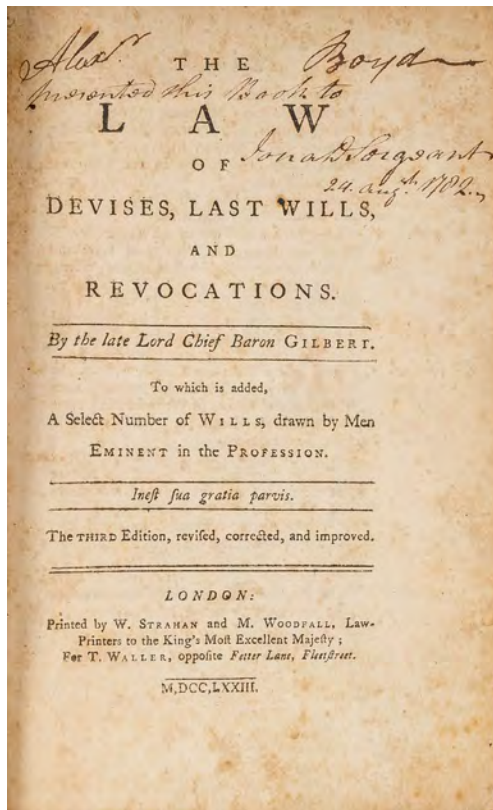 Alexr. Boyd
THE
presented this Book to
LAW
OF
Jonah Sergeant
24. augt. 1782.
DEVISES, LAST WILLS,
AND
REVOCATIONS.
By the late Lord Chief Baron GILBERT.
To which is added,
A Select Number of WILLS, drawn by Men
EMINENT in the PROFESSION.
Ineſt ſua gratia parvis.
The THIRD Edition, reviſed, corrected, and improved.
LONDON:
Printed by W. STRAHAN and M. WOODFALL, Law-
Printers to the King's Moſt Excellent Majeſty ;
For T. WALLER, oppoſite Fetter Lane, Fleetſtreet.
M,DCC,LXXIII.